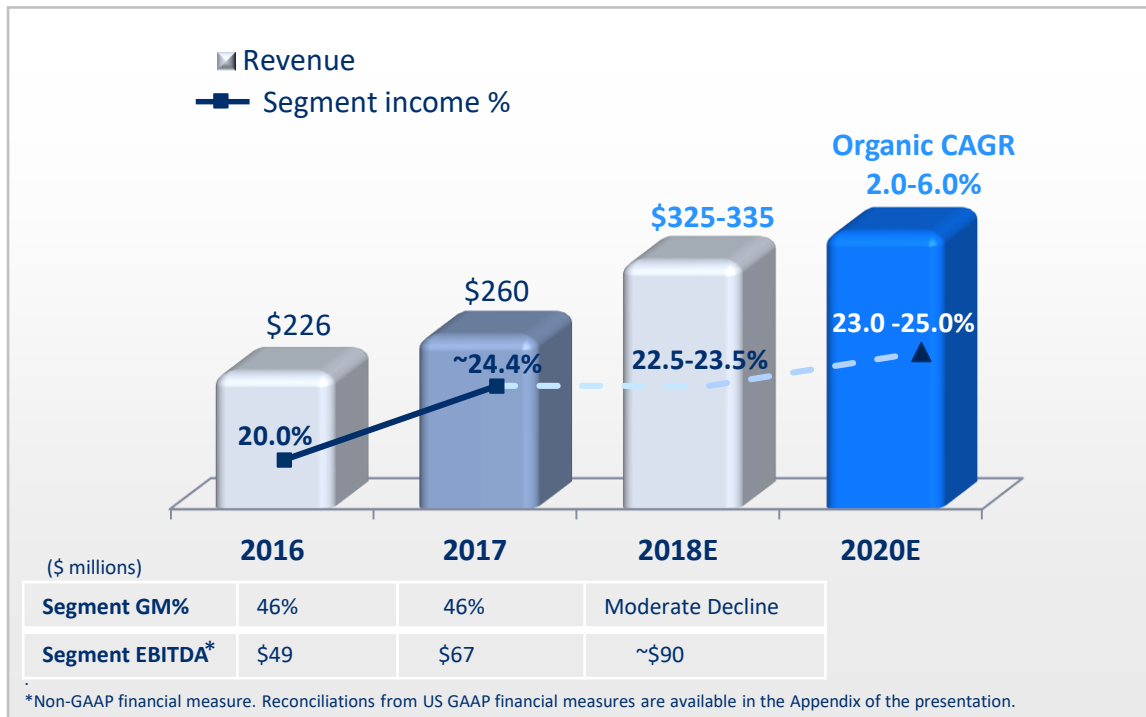 Revenue
Segment income %
Organic CAGR
2.0-6.0%
$325-335
$260
$226
23.0 -25.0%
~24.4%
22.5-23.5%
20.0%
2016 2017 2018E 2020E
($ millions)
Segment GM% 46% 46% Moderate Decline
Segment EBITDA* $49 $67 ~$90
.
*Non-GAAP financial measure. Reconciliations from US GAAP financial measures are available in the Appendix of the presentation.